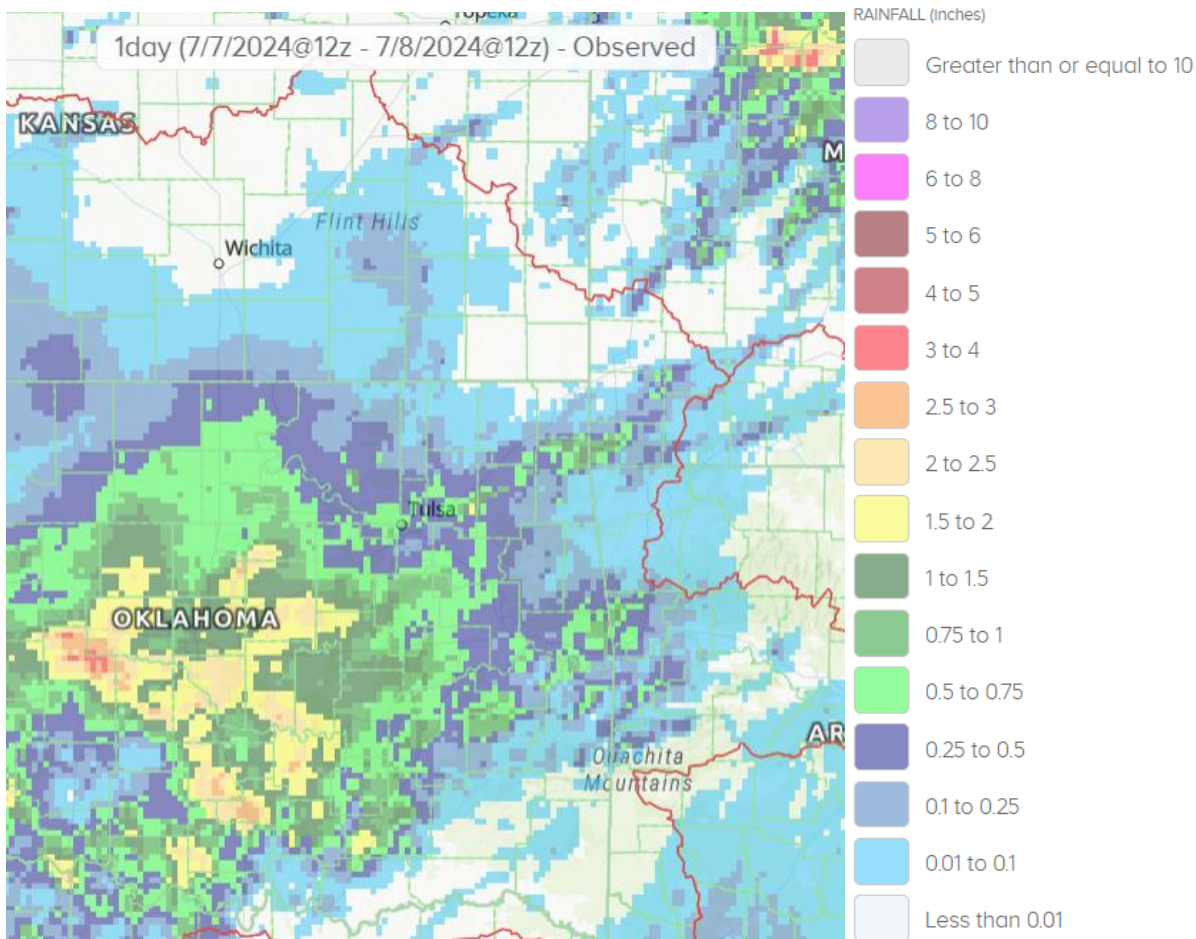 Topeka
1day (7/7/2024@12z - 7/8/2024@12z) - Observed
KANSAS
M
Flint Hills
Wichita
Tulsa
OKLAHOMA
AR
Ouachita
Mountains
RAINFALL (Inches)
Greater than or equal to 10
8 to 10
6 to 8
5 to 6
4 to 5
3 to 4
2.5 to 3
2 to 2.5
1.5 to 2
1 to 1.5
0.75 to 1
0.5 to 0.75
0.25 to 0.5
0.1 to 0.25
0.01 to 0.1
Less than 0.01